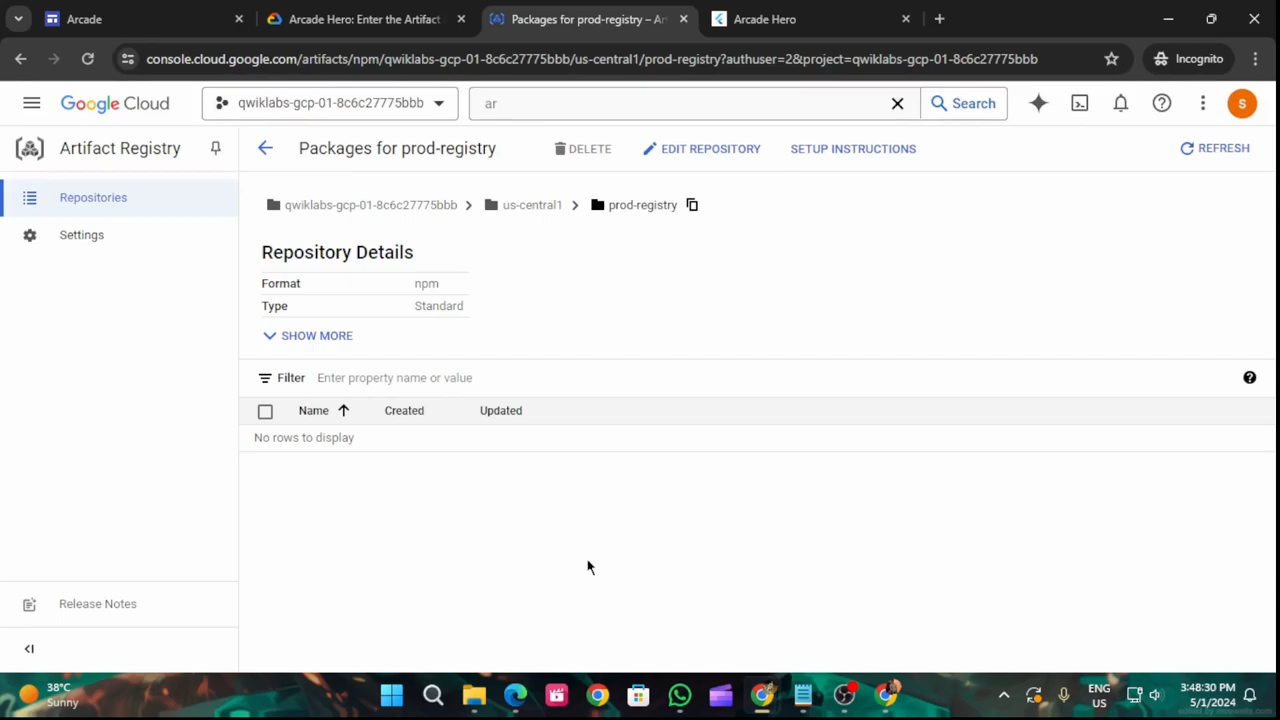 Arcade
Arcade Hero: Enter the Artifact
Packages for prod-registry – Ar
Arcade Hero
console.cloud.google.com/artifacts/npm/qwiklabs-gcp-01-8c6c27775bbb/us-central1/prod-registry?authuser=2&project=qwiklabs-gcp-01-8c6c27775bbb
Incognito
Google Cloud
qwiklabs-gcp-01-8c6c27775bbb
ar
Search
S
Artifact Registry
Packages for prod-registry
DELETE
EDIT REPOSITORY
SETUP INSTRUCTIONS
REFRESH
Repositories
Settings
qwiklabs-gcp-01-8c6c27775bbb
us-central1
prod-registry
Repository Details
Format npm
Type Standard
SHOW MORE
Filter Enter property name or value
Name Created Updated
No rows to display
Release Notes
38°C
Sunny
ENG
US
3:48:30 PM
5/1/2024